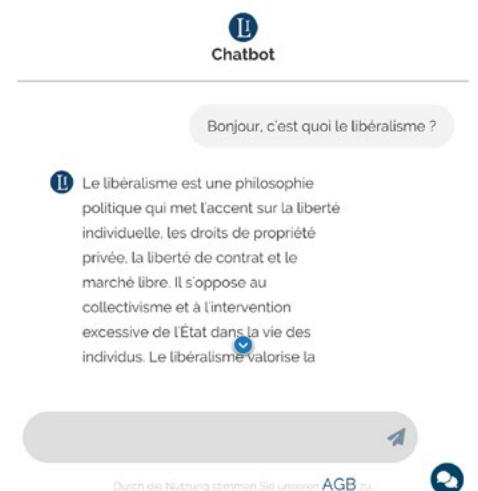 LI
Chatbot
Bonjour, c'est quoi le libéralisme ?
LI
Le libéralisme est une philosophie
politique qui met l'accent sur la liberté
individuelle, les droits de propriété
privée, la liberté de contrat et le
marché libre. Il s'oppose au
collectivisme et à l'intervention
excessive de l'État dans la vie des
individus. Le libéralisme valorise la
Durch die Nutzung stimmen Sie unseren AGB zu.